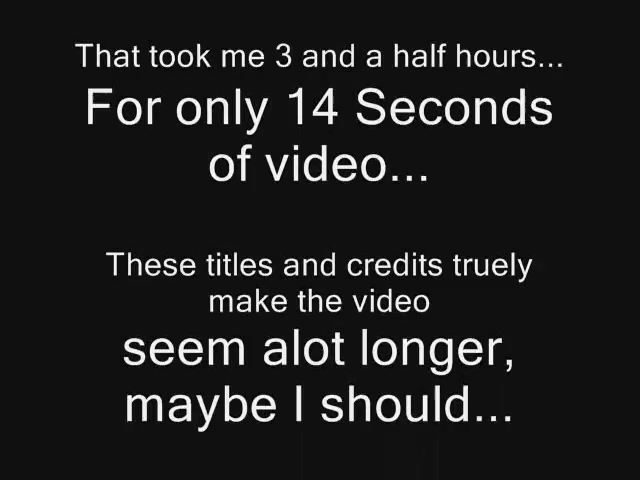 That took me 3 and a half hours...
For only 14 Seconds
of video...
These titles and credits truely
make the video
seem alot longer,
maybe I should...